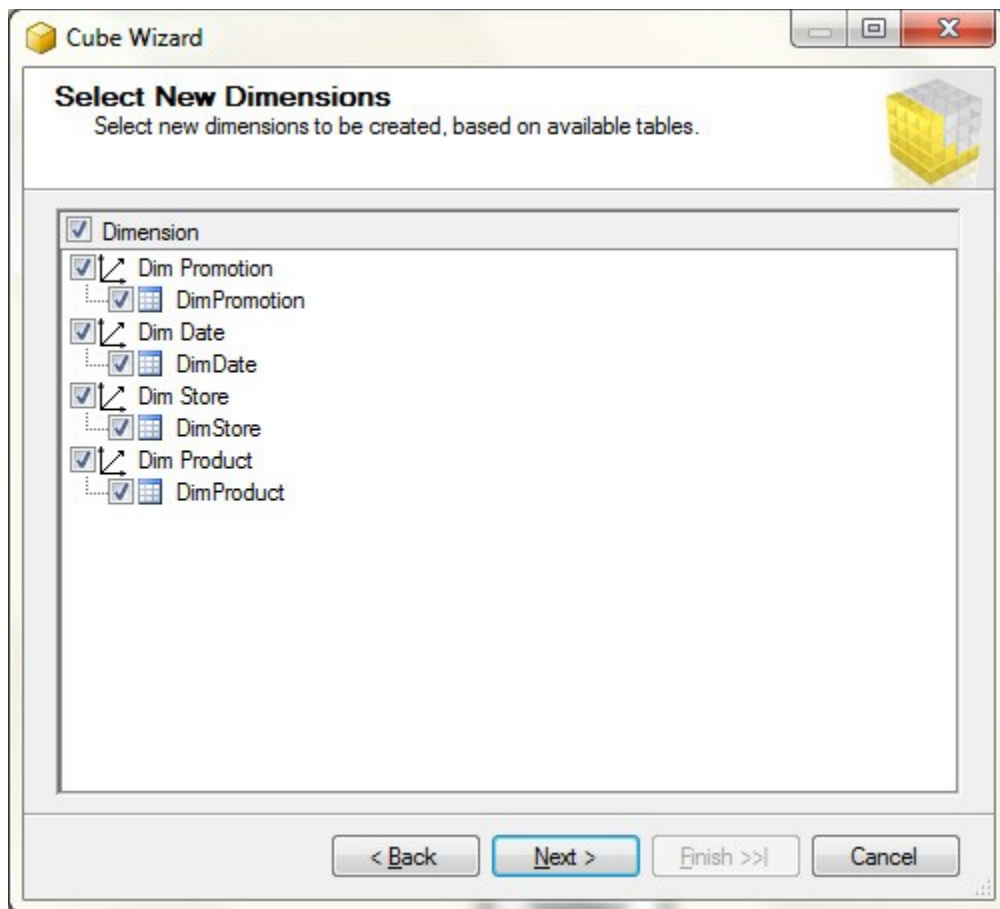 Cube Wizard
Select New Dimensions
Select new dimensions to be created, based on available tables.
Dimension
Dim Promotion
DimPromotion
Dim Date
DimDate
Dim Store
DimStore
Dim Product
DimProduct
< Back
Next >
Finish >>|
Cancel